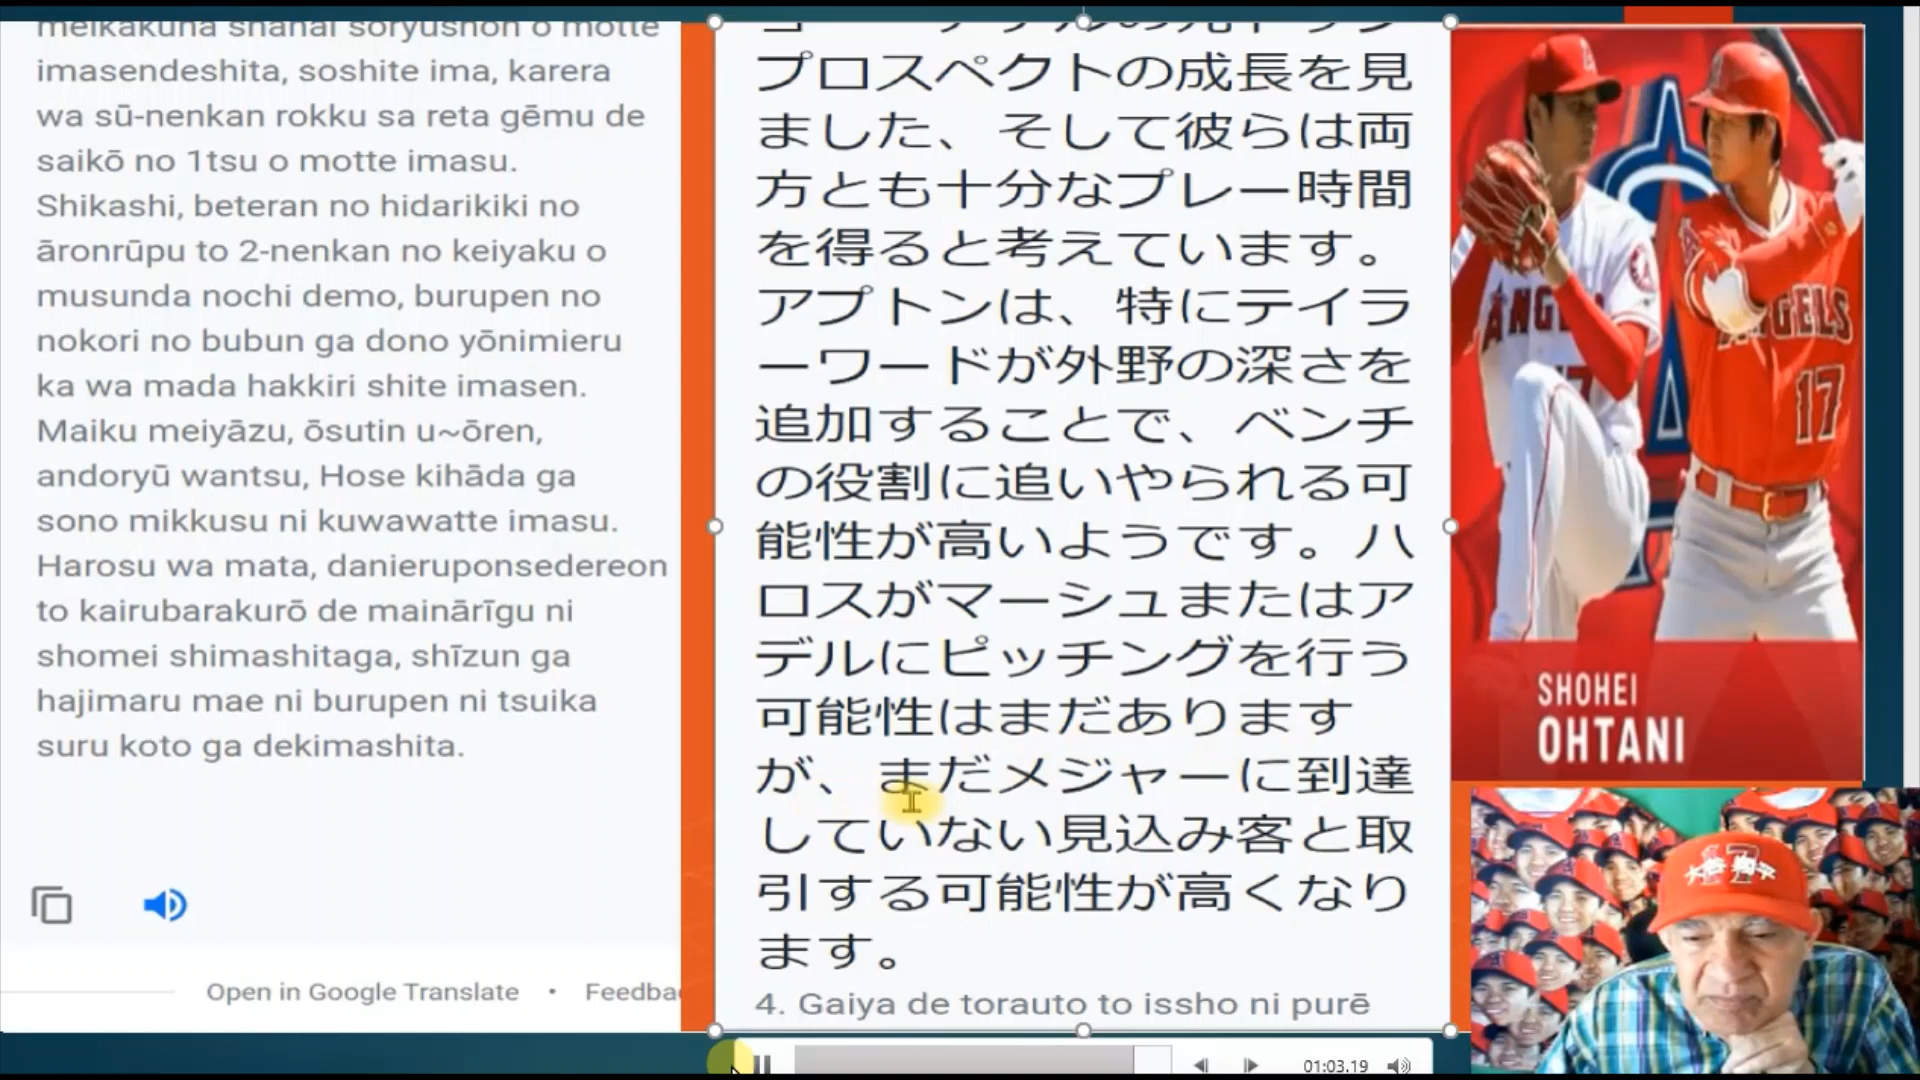 meikakuna shanai soryushon o motte
imasendeshita, soshite ima, karera
wa sū-nenkan rokku sa reta gēmu de
saikō no 1tsu o motte imasu.
Shikashi, beteran no hidarikiki no
āronrūpu to 2-nenkan no keiyaku o
musunda nochi demo, burupen no
nokori no bubun ga dono yōnimieru
ka wa mada hakkiri shite imasen.
Maiku meiyāzu, ōsutin u~ōren,
andoryū wantsu, Hose kihāda ga
sono mikkusu ni kuwawatte imasu.
Harosu wa mata, danieruponsedereon
to kairubarakurō de mainārīgu ni
shomei shimashitaga, shīzun ga
hajimaru mae ni burupen ni tsuika
suru koto ga dekimashita.
Open in Google Translate • Feedba
プロスペクトの成長を見
ました、そして彼らは両
方とも十分なプレー時間
を得ると考えています。
アプトンは、特にテイラ
ーワードが外野の深さを
追加することで、ベンチ
の役割に追いやられる可
能性が高いようです。ハ
ロスがマーシュまたはア
デルにピッチングを行う
可能性はまだあります
が、まだメジャーに到達
していない見込み客と取
引する可能性が高くなり
ます。
4. Gaiya de torauto to issho ni purē
01:03.19
ANGELS
17
SHOHEI
OHTANI
大谷 翔平
17